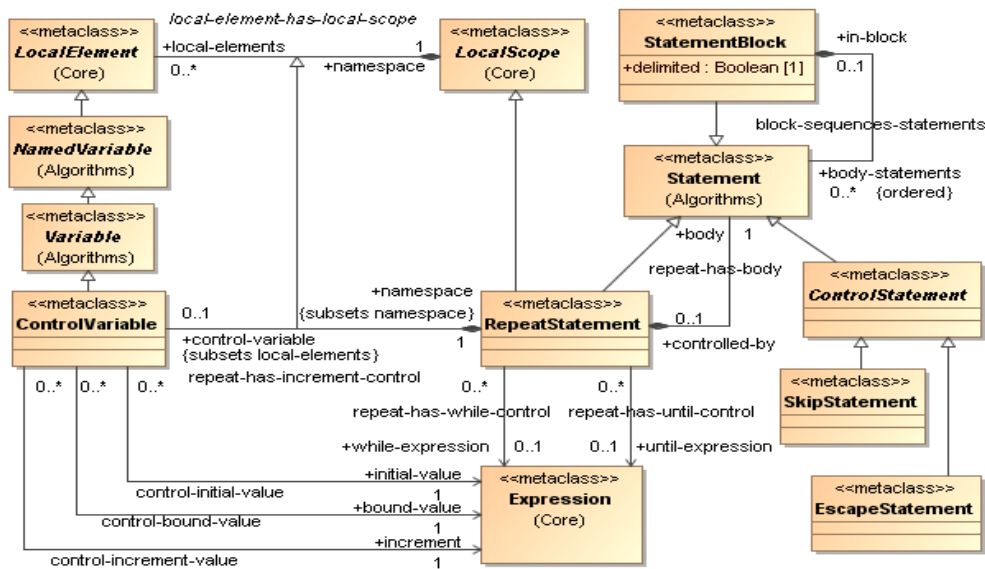 local-element-has-local-scope
<<metaclass>>
LocalElement
(Core)
+local-elements
0..*
1
+namespace
<<metaclass>>
LocalScope
(Core)
<<metaclass>>
StatementBlock
+delimited : Boolean [1]
+in-block
0..1
block-sequences-statements
<<metaclass>>
NamedVariable
(Algorithms)
<<metaclass>>
Statement
(Algorithms)
+body-statements
0..* {ordered}
<<metaclass>>
Variable
(Algorithms)
+body
1
repeat-has-body
<<metaclass>>
ControlStatement
<<metaclass>>
ControlVariable
0..1
+control-variable
{subsets local-elements}
repeat-has-increment-control
+namespace
{subsets namespace}
1
<<metaclass>>
RepeatStatement
0..1
+controlled-by
0..*
0..*
0..*
0..*
0..*
<<metaclass>>
SkipStatement
repeat-has-while-control
repeat-has-until-control
+while-expression
0..1
0..1
+until-expression
+initial-value
control-initial-value
1
+bound-value
control-bound-value
1
+increment
control-increment-value
1
<<metaclass>>
Expression
(Core)
<<metaclass>>
EscapeStatement